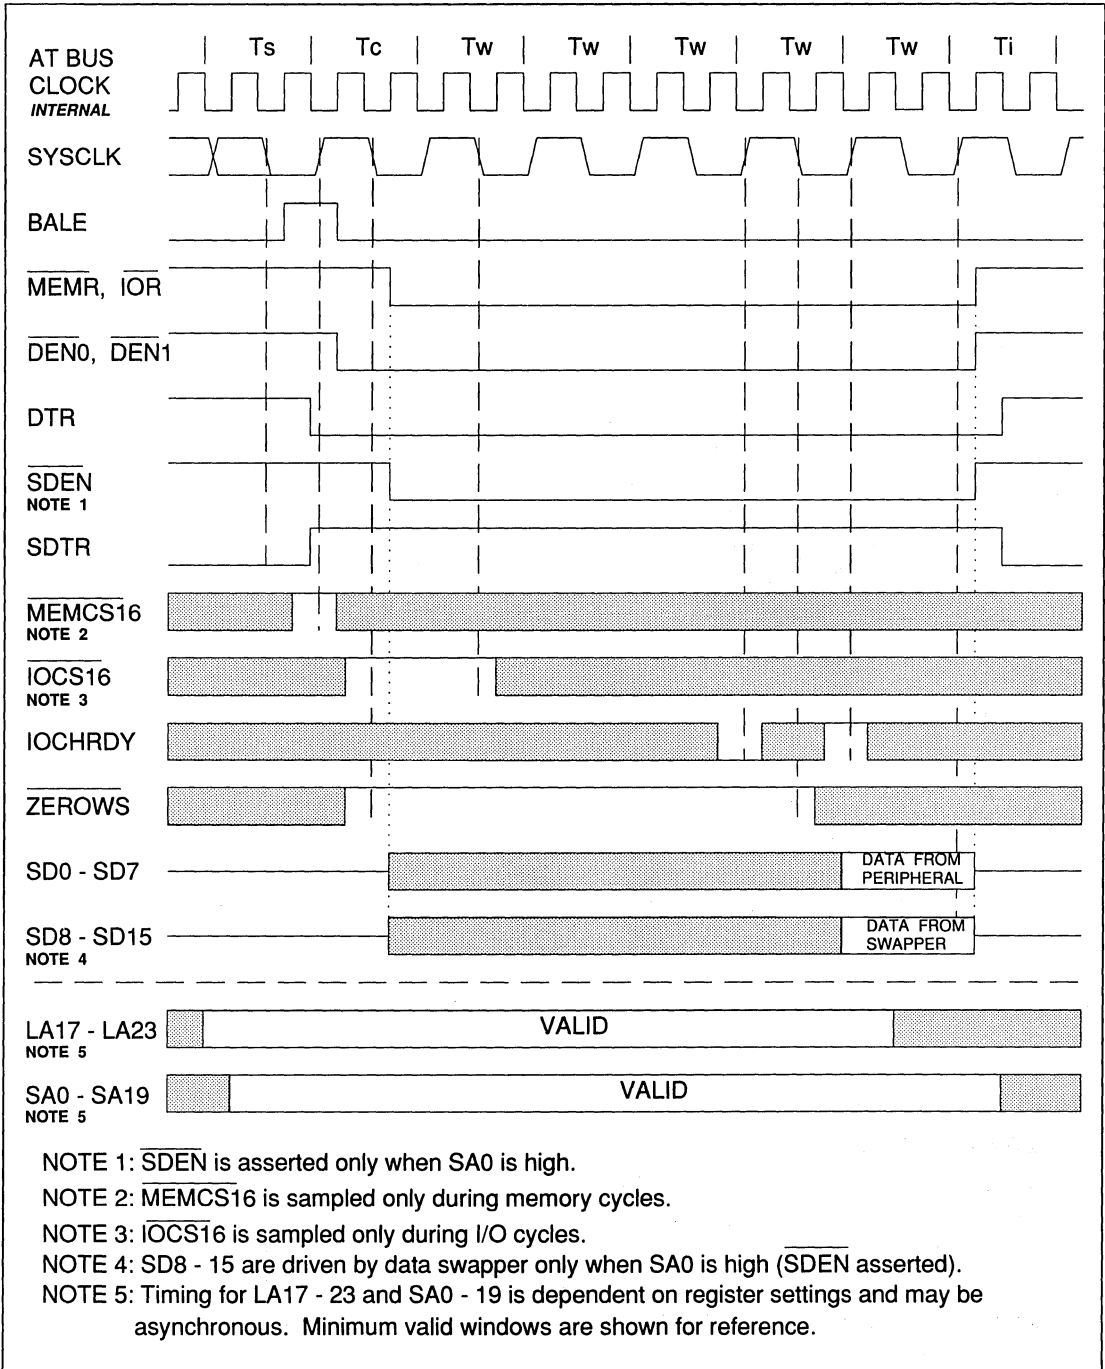 AT BUS
CLOCK
INTERNAL
| Ts | Tc | Tw | Tw | Tw | Tw | Tw | Ti |
SYSCLK
BALE
MEMR, IOR
DEN0, DEN1
DTR
SDEN
NOTE 1
SDTR
MEMCS16
NOTE 2
IOCS16
NOTE 3
IOCHRDY
ZEROWS
SD0 - SD7
DATA FROM
PERIPHERAL
SD8 - SD15
NOTE 4
DATA FROM
SWAPPER
LA17 - LA23
NOTE 5
VALID
SA0 - SA19
NOTE 5
VALID
NOTE 1: SDEN is asserted only when SA0 is high.
NOTE 2: MEMCS16 is sampled only during memory cycles.
NOTE 3: IOCS16 is sampled only during I/O cycles.
NOTE 4: SD8 - 15 are driven by data swapper only when SA0 is high (SDEN asserted).
NOTE 5: Timing for LA17 - 23 and SA0 - 19 is dependent on register settings and may be
asynchronous. Minimum valid windows are shown for reference.